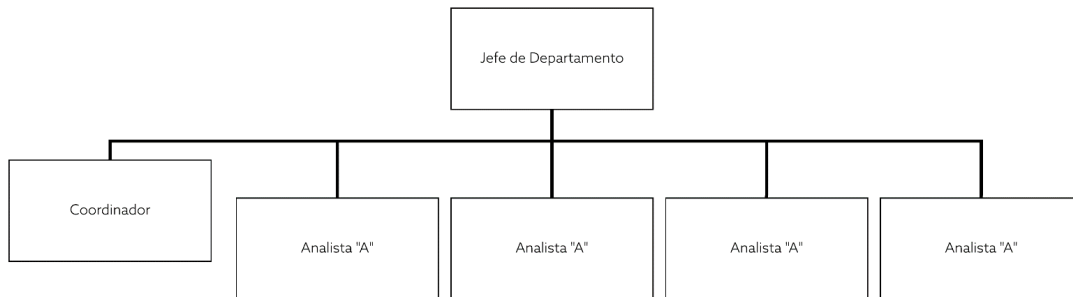 Jefe de Departamento
Coordinador
Analista "A"
Analista "A"
Analista "A"
Analista "A"